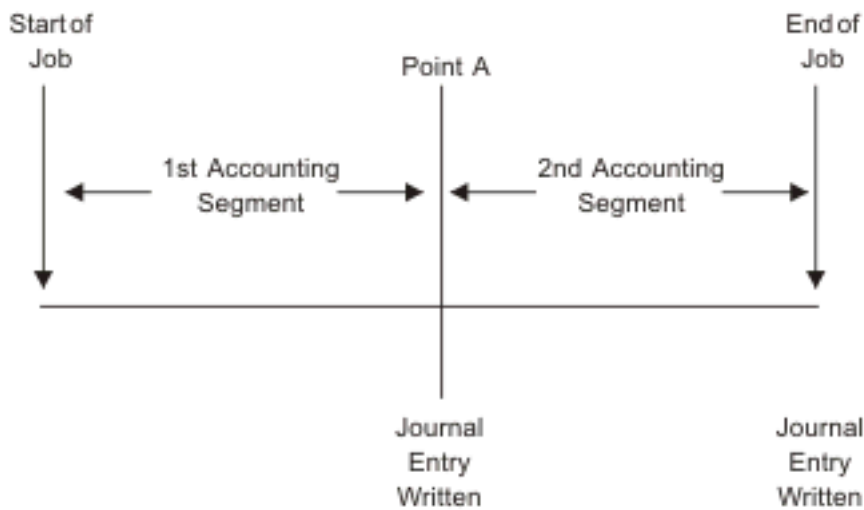 Start of
Job
Point A
End of
Job
1st Accounting
Segment
2nd Accounting
Segment
Journal
Entry
Written
Journal
Entry
Written